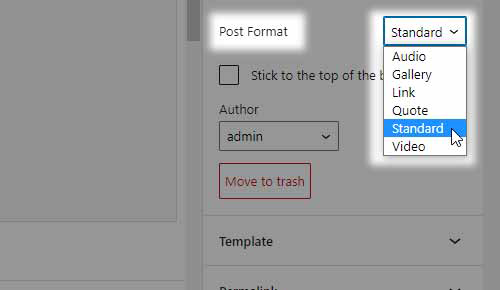 Post Format
Standard
Audio
Gallery
Link
Quote
Standard
Video
Stick to the top of the b
Author
admin
Move to trash
Template
Permalink